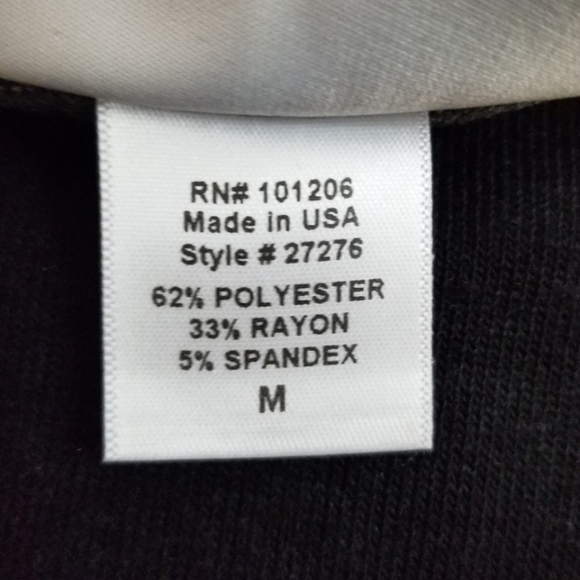 RN# 101206
Made in USA
Style # 27276
62% POLYESTER
33% RAYON
5% SPANDEX
M